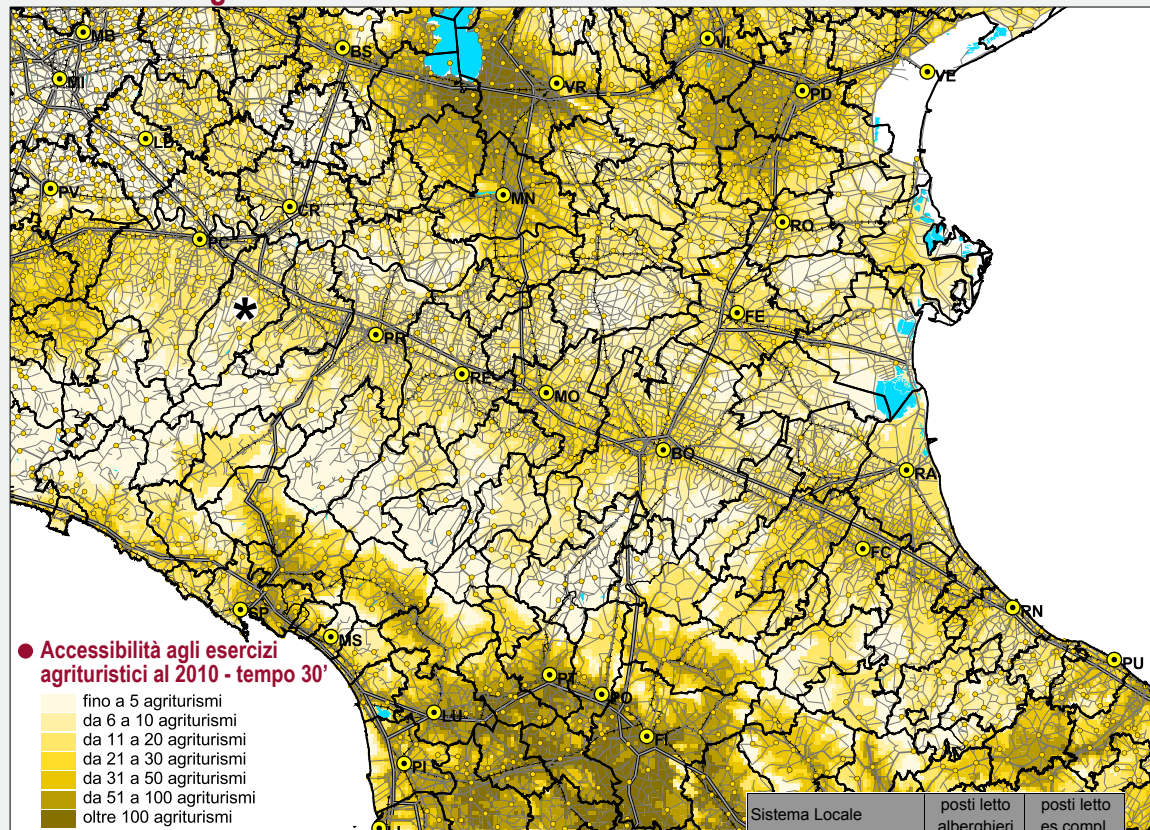 MB
BS
VI
VE
MI
VR
PD
LO
PV
MN
CR
RO
PC
*
FE
PR
RE
MO
BO
RA
FC
SP
RN
MS
PU
● Accessibilità agli esercizi
agrituristici al 2010 - tempo 30’
PT
PO
LU
FI
PI
fino a 5 agriturismi
da 6 a 10 agriturismi
da 11 a 20 agriturismi
da 21 a 30 agriturismi
da 31 a 50 agriturismi
da 51 a 100 agriturismi
oltre 100 agriturismi
Sistema Locale
posti letto
alberghieri
posti letto
es.compl.